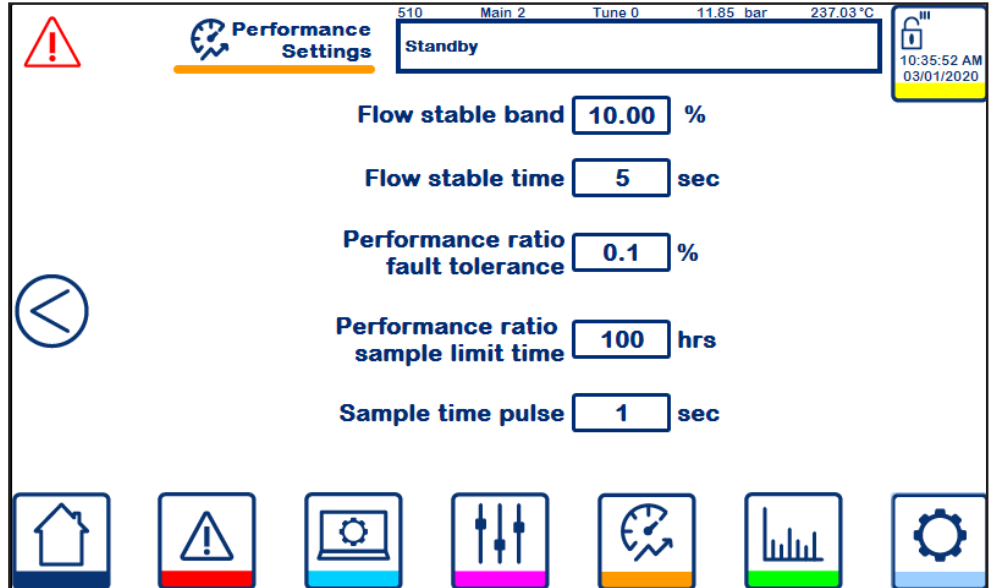 510 Main 2 Tune 0 11.85 bar 237.03°C
Performance
Settings
Standby
10:35:52 AM
03/01/2020
Flow stable band 10.00 %
Flow stable time 5 sec
Performance ratio
fault tolerance 0.1 %
Performance ratio
sample limit time 100 hrs
Sample time pulse 1 sec